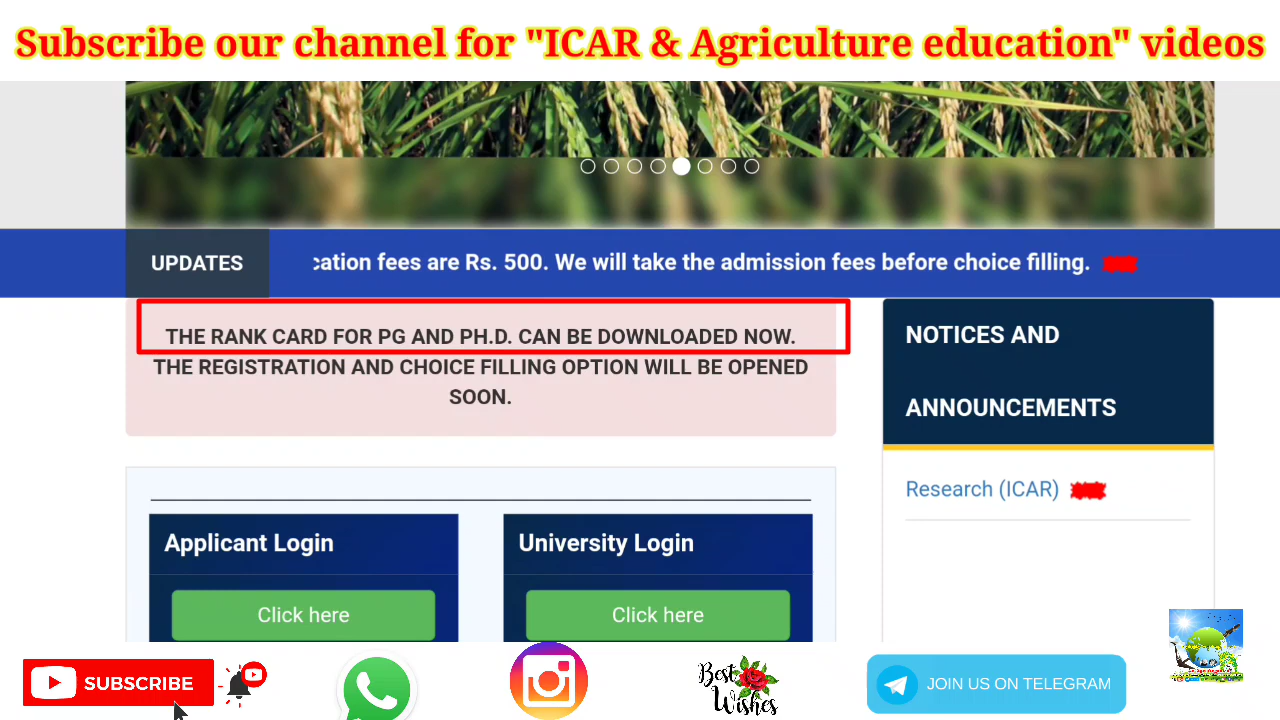 Subscribe our channel for "ICAR & Agriculture education" videos
UPDATES
cation fees are Rs. 500. We will take the admission fees before choice filling.
THE RANK CARD FOR PG AND PH.D. CAN BE DOWNLOADED NOW.
THE REGISTRATION AND CHOICE FILLING OPTION WILL BE OPENED
SOON.
NOTICES AND
ANNOUNCEMENTS
Research (ICAR)
Applicant Login
University Login
Click here
Click here
SUBSCRIBE
Best
Wishes
JOIN US ON TELEGRAM